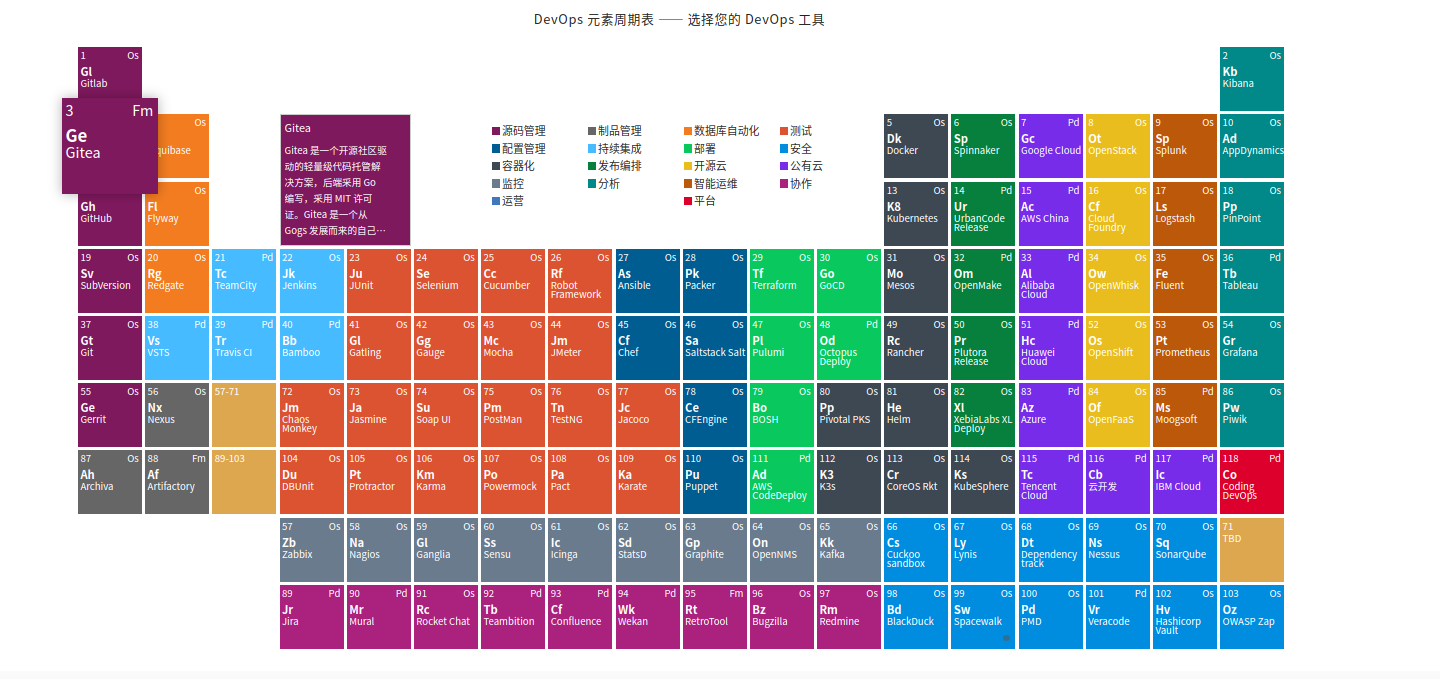 DevOps 元素周期表 —— 选择您的 DevOps 工具
1 Os
Gl
Gitlab
2 Os
Kb
Kibana
3 Fm
Ge
Gitea
Os
quibase
Gitea
Gitea 是一个开源社区驱
动的轻量级代码托管解
决方案，后端采用 Go
编写，采用 MIT 许可
证。Gitea 是一个从
Gogs 发展而来的自己…
源码管理 制品管理 数据库自动化 测试
配置管理 持续集成 部署 安全
容器化 发布编排 开源云 公有云
监控 分析 智能运维 协作
运营 平台
5 Os 6 Os 7 Pd 8 Os 9 Os 10 Os
Dk Sp Gc Ot Sp Ad
Docker Spinnaker Google Cloud OpenStack Splunk AppDynamics
Os 13 Os 14 Pd 15 Pd 16 Os 17 Os 18 Os
Gh Fl K8 Ur Ac Cf Ls Pp
GitHub Flyway Kubernetes UrbanCode AWS China Cloud Logstash PinPoint
Release Foundry
19 Os 20 Os 21 Pd 22 Os 23 Os 24 Os 25 Os 26 Os 27 Os 28 Os 29 Os 30 Os 31 Os 32 Pd 33 Pd 34 Os 35 Os 36 Pd
Sv Rg Tc Jk Ju Se Cc Rf As Pk Tf Go Mo Om Al Ow Fe Tb
SubVersion Redgate TeamCity Jenkins JUnit Selenium Cucumber Robot Ansible Packer Terraform GoCD Mesos OpenMake Alibaba OpenWhisk Fluent Tableau
Framework Cloud
37 Os 38 Pd 39 Pd 40 Pd 41 Os 42 Os 43 Os 44 Os 45 Os 46 Os 47 Os 48 Pd 49 Os 50 Os 51 Pd 52 Os 53 Os 54 Os
Gt Vs Tr Bb Gl Gg Mc Jm Cf Sa Pl Od Rc Pr Hc Os Pt Gr
Git VSTS Travis CI Bamboo Gatling Gauge Mocha JMeter Chef Saltstack Salt Pulumi Octopus Rancher Plutora Huawei OpenShift Prometheus Grafana
Deploy Release Cloud
55 Os 56 Os 57-71 72 Os 73 Os 74 Os 75 Os 76 Os 77 Os 78 Os 79 Os 80 Os 81 Os 82 Os 83 Pd 84 Os 85 Pd 86 Os
Ge Nx Jm Ja Su Pm Tn Jc Ce Bo Pp He Xl Az Of Ms Pw
Gerrit Nexus Chaos Jasmine Soap UI PostMan TestNG Jacoco CFEngine BOSH Pivotal PKS Helm XebiaLabs XL Azure OpenFaaS Moogsoft Piwik
Monkey Deploy
87 Os 88 Fm 89-103 104 Os 105 Os 106 Os 107 Os 108 Os 109 Os 110 Os 111 Pd 112 Os 113 Os 114 Os 115 Pd 116 Pd 117 Pd 118 Pd
Ah Af Du Pt Km Po Pa Ka Pu Ad K3 Cr Ks Tc Cb Ic Co
Archiva Artifactory DBUnit Protractor Karma Powermock Pact Karate Puppet AWS K3s CoreOS Rkt KubeSphere Tencent 云开发 IBM Cloud Coding
CodeDeploy Cloud DevOps
57 Os 58 Os 59 Os 60 Os 61 Os 62 Os 63 Os 64 Os 65 Os 66 Os 67 Os 68 Os 69 Os 70 Os 71
Zb Na Gl Ss Ic Sd Gp On Kk Cs Ly Dt Ns Sq TBD
Zabbix Nagios Ganglia Sensu Icinga StatsD Graphite OpenNMS Kafka Cuckoo Lynis Dependency Nessus SonarQube
sandbox track
89 Pd 90 Pd 91 Os 92 Pd 93 Pd 94 Pd 95 Fm 96 Os 97 Os 98 Os 99 Os 100 Os 101 Pd 102 Os 103 Os
Jr Mr Rc Tb Cf Wk Rt Bz Rm Bd Sw Pd Vr Hv Oz
Jira Mural Rocket Chat Teambition Confluence Wekan RetroTool Bugzilla Redmine BlackDuck Spacewalk PMD Veracode Hashicorp OWASP Zap
Vault